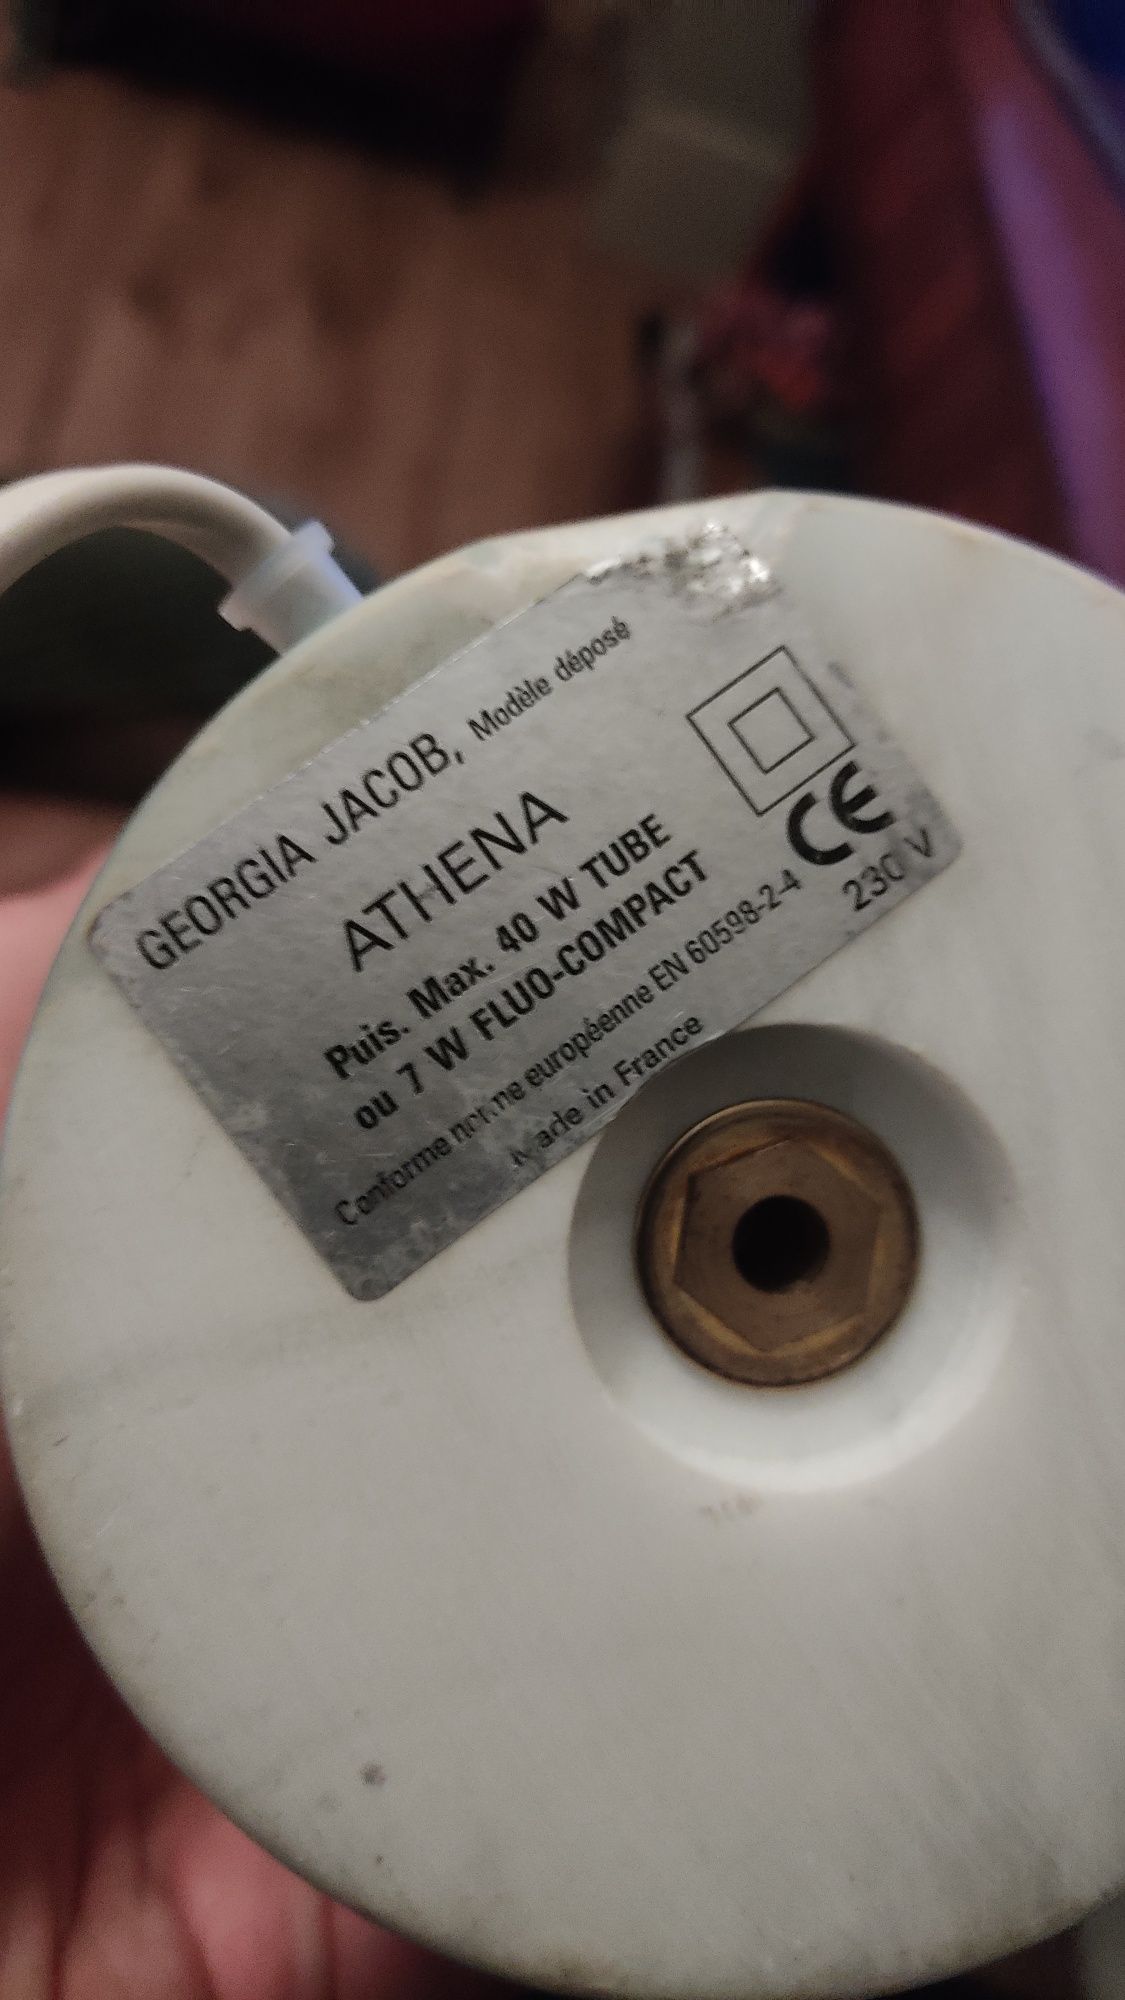 GEORGIA JACOB, Modèle déposé
ATHENA
Puis. Max. 40 W TUBE
ou 7 W FLUO-COMPACT
CE
Conforme norme européenne EN 60598-2-4
230 V
Made in France